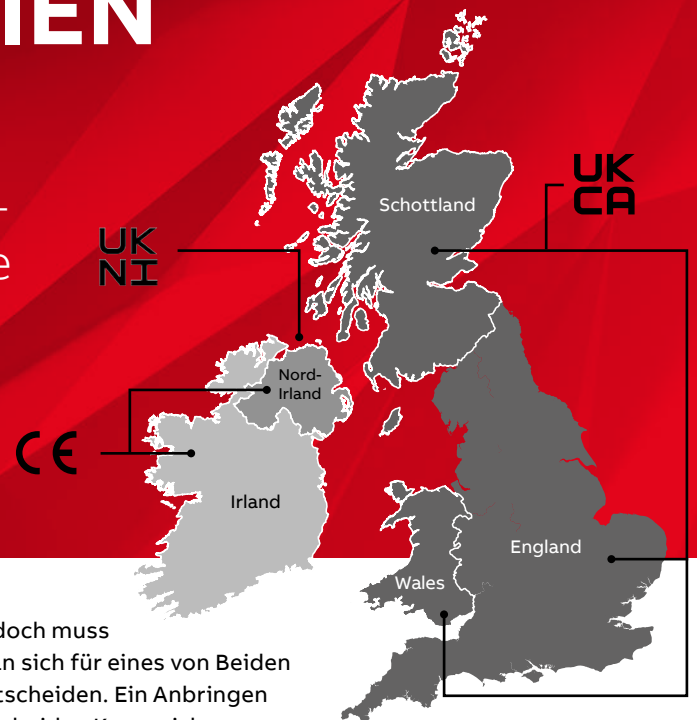 IEN
UK
CA
Schottland
UK
NI
e
Nord-
Irland
CE
Irland
England
Wales
doch muss
n sich für eines von Beiden
tscheiden. Ein Anbringen